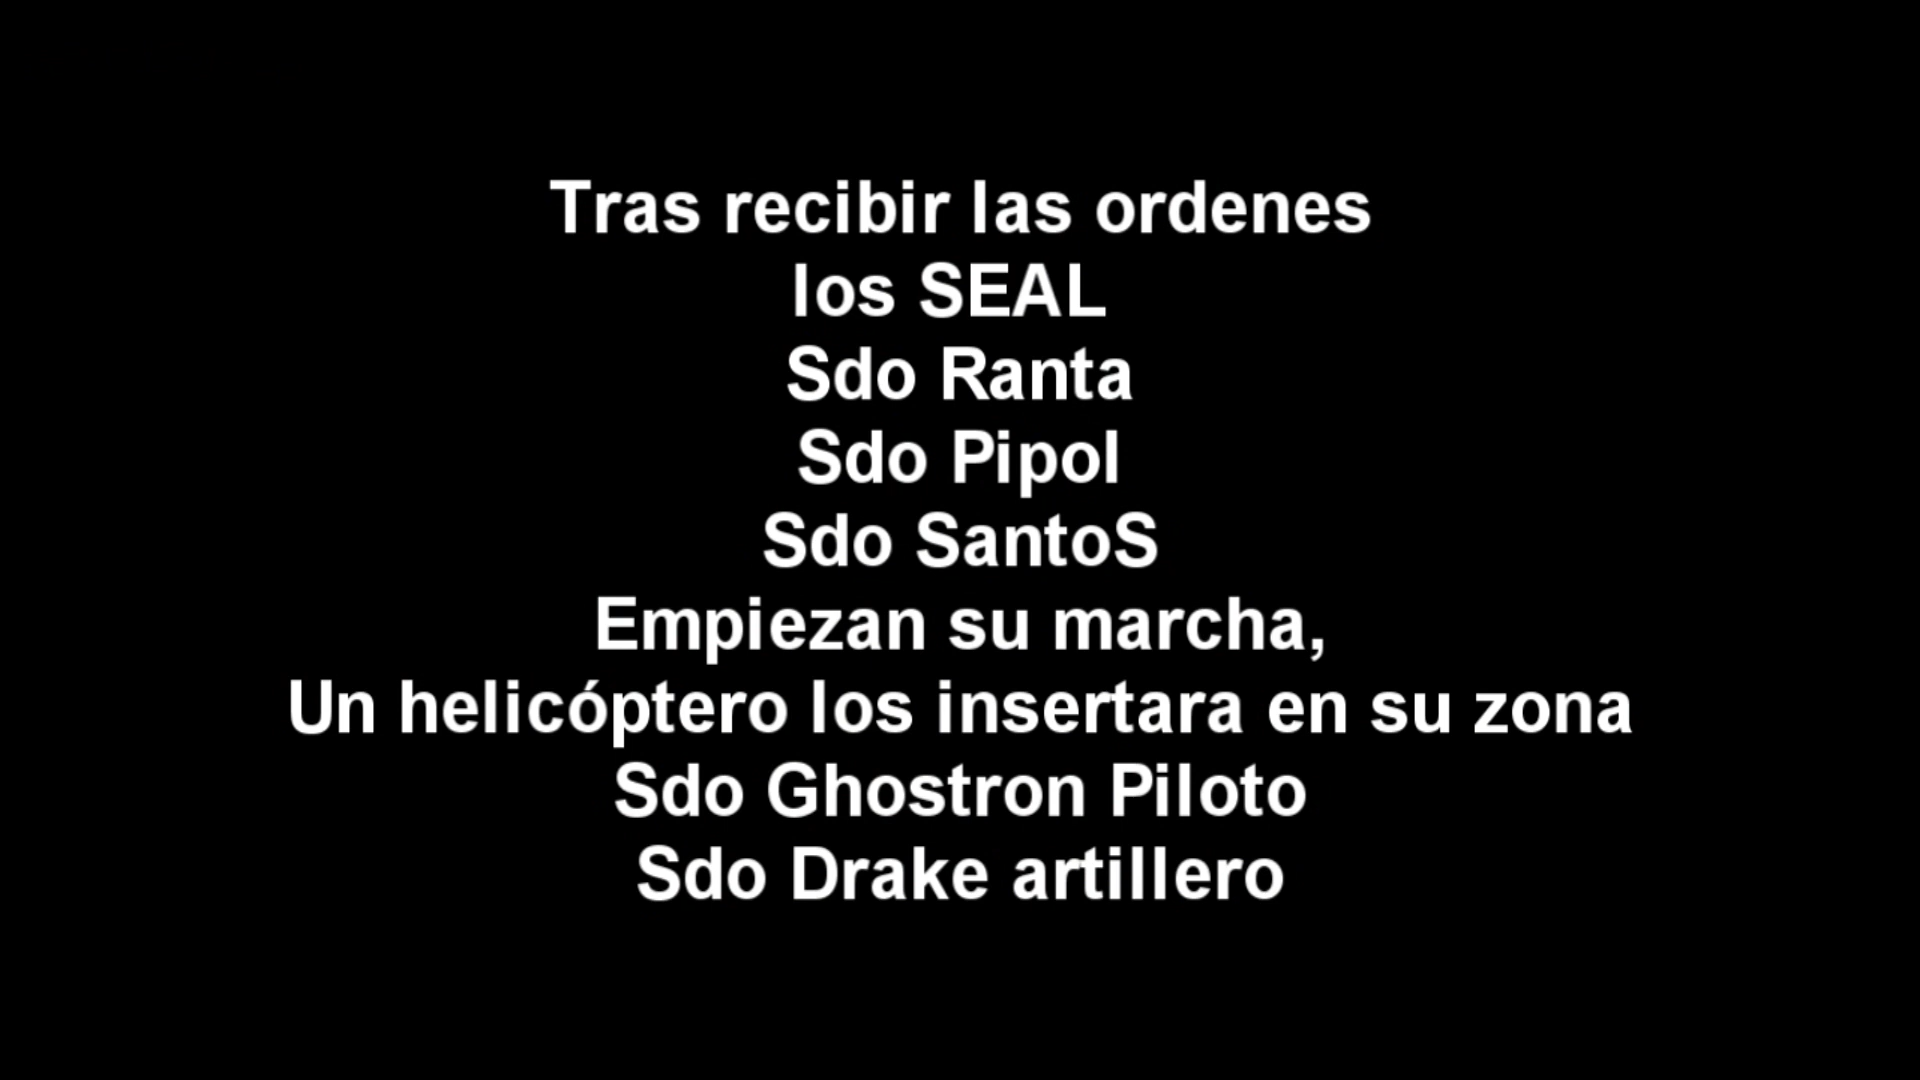 Tras recibir las ordenes
los SEAL
Sdo Ranta
Sdo Pipol
Sdo SantoS
Empiezan su marcha,
Un helicóptero los insertara en su zona
Sdo Ghostron Piloto
Sdo Drake artillero